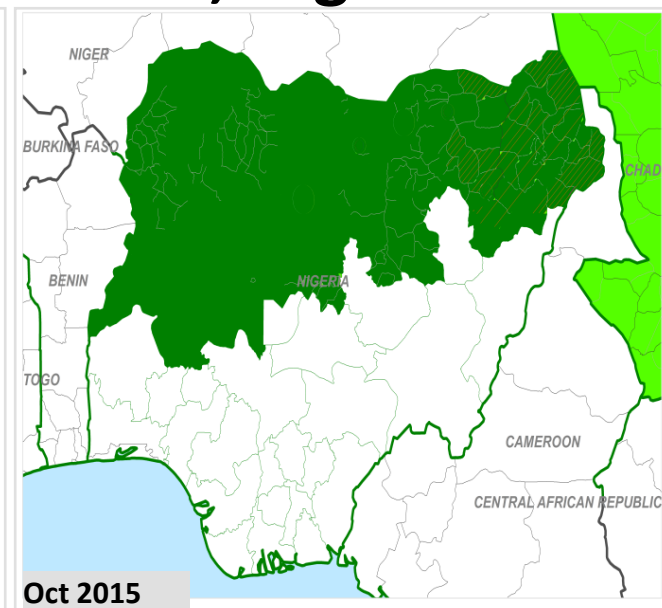 NIGER
BURKINA FASO
CHAD
BENIN
NIGERIA
TOGO
CAMEROON
CENTRAL AFRICAN REPUBLIC
Oct 2015